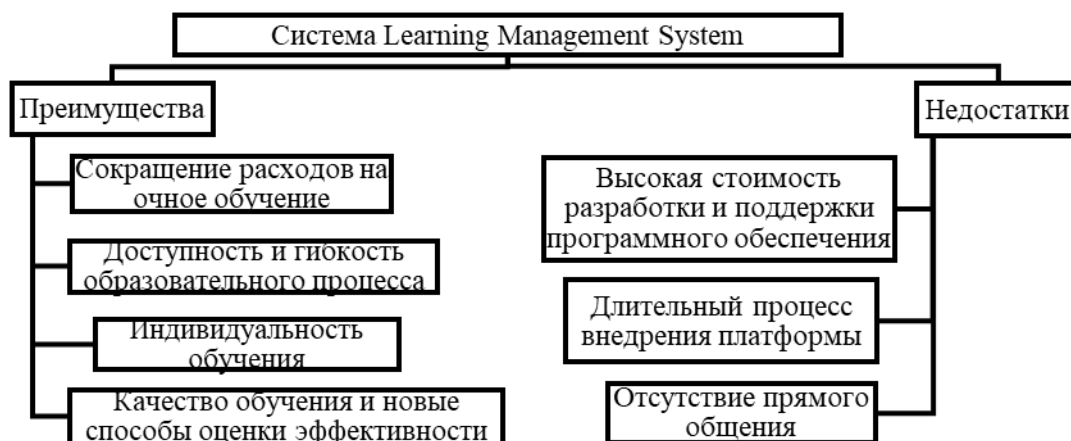 Система Learning Management System
Преимущества
Сокращение расходов на
очное обучение
Доступность и гибкость
образовательного процесса
Индивидуальность
обучения
Качество обучения и новые
способы оценки эффективности
Недостатки
Высокая стоимость
разработки и поддержки
программного обеспечения
Длительный процесс
внедрения платформы
Отсутствие прямого
общения